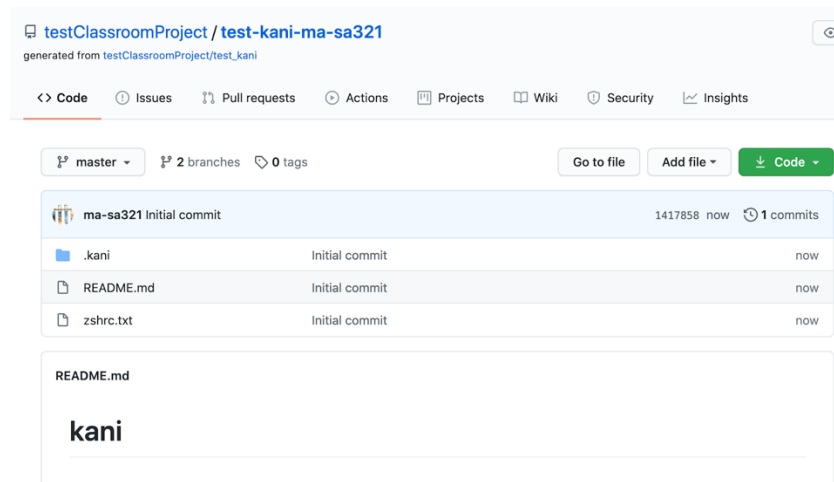 testClassroomProject / test-kani-ma-sa321
generated from testClassroomProject/test_kani
<> Code Issues Pull requests Actions Projects Wiki Security Insights
master 2 branches 0 tags Go to file Add file Code
ma-sa321 Initial commit 1417858 now 1 commits
.kani Initial commit now
README.md Initial commit now
zshrc.txt Initial commit now
README.md
kani